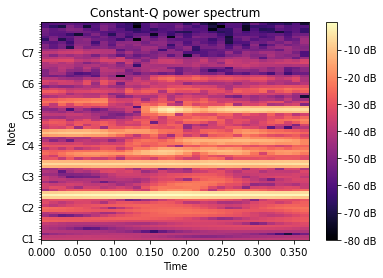 Constant-Q power spectrum
Note
C7
C6
C5
C4
C3
C2
C1
0.000 0.050 0.100 0.150 0.200 0.250 0.300 0.350
Time
-10 dB
-20 dB
-30 dB
-40 dB
-50 dB
-60 dB
-70 dB
-80 dB